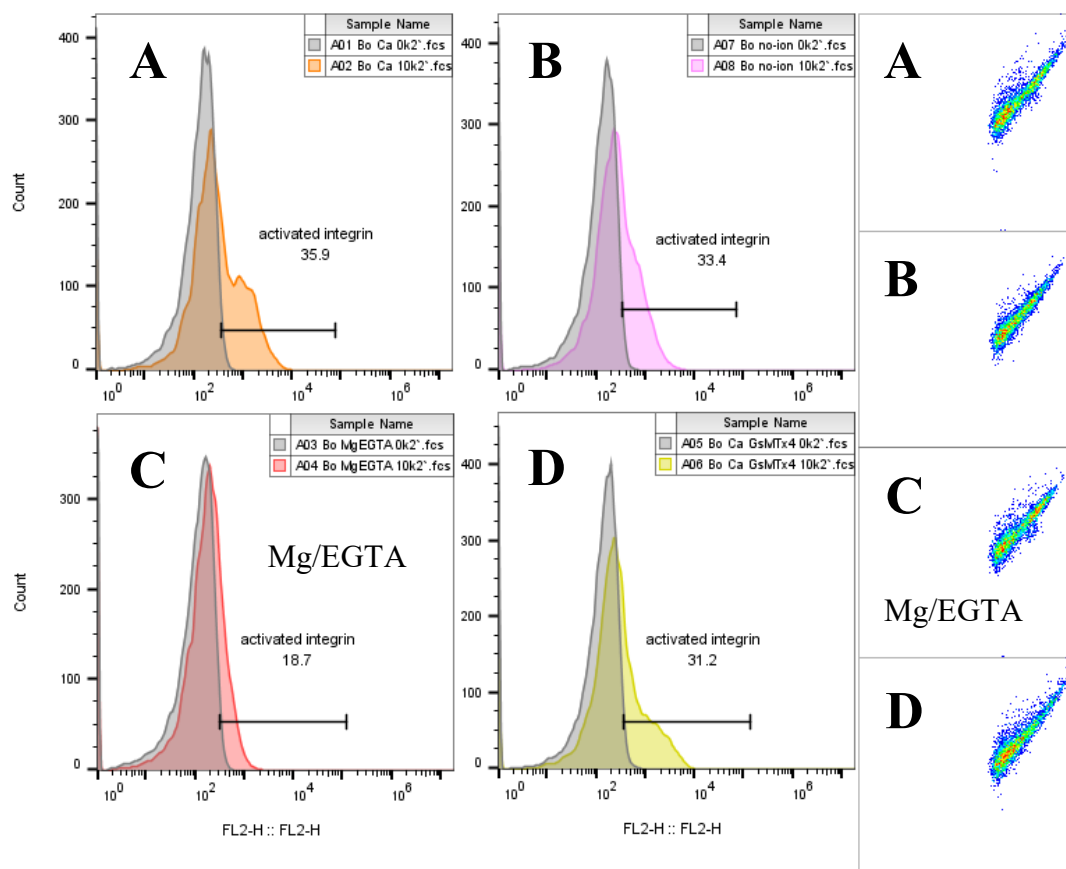 A
Sample Name
A01 Bo Ca 0k2`.fcs
A02 Bo Ca 10k2`.fcs
400
300
200
100
0
Count
activated integrin
35.9
10^0
10^2
10^4
10^6
B
Sample Name
A07 Bo no-ion 0k2`.fcs
A08 Bo no-ion 10k2`.fcs
400
300
200
100
0
activated integrin
33.4
10^0
10^2
10^4
10^6
C
Sample Name
A03 Bo MgEGTA 0k2`.fcs
A04 Bo MgEGTA 10k2`.fcs
Mg/EGTA
300
200
100
0
Count
activated integrin
18.7
10^0
10^2
10^4
10^6
FL2-H :: FL2-H
D
Sample Name
A05 Bo Ca GsMTx4 0k2`.fcs
A06 Bo Ca GsMTx4 10k2`.fcs
400
300
200
100
0
activated integrin
31.2
10^0
10^2
10^4
10^6
FL2-H :: FL2-H
A
B
C
Mg/EGTA
D